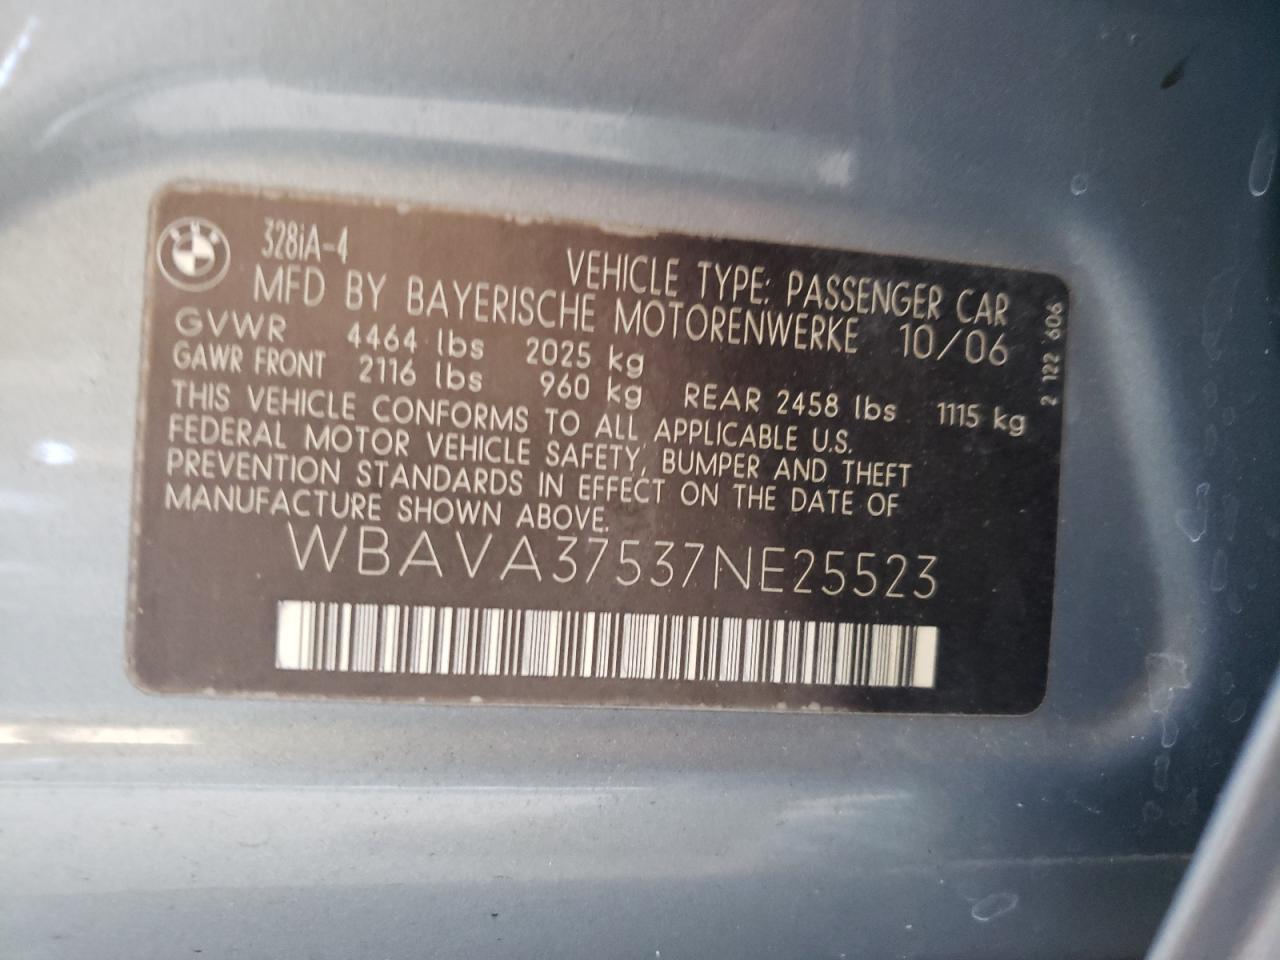 328iA-4
VEHICLE TYPE: PASSENGER CAR
MFD BY BAYERISCHE MOTORENWERKE 10/06
GVWR 4464 lbs 2025 kg
GAWR FRONT 2116 lbs 960 kg REAR 2458 lbs 1115 kg
THIS VEHICLE CONFORMS TO ALL APPLICABLE U.S.
FEDERAL MOTOR VEHICLE SAFETY, BUMPER AND THEFT
PREVENTION STANDARDS IN EFFECT ON THE DATE OF
MANUFACTURE SHOWN ABOVE.
WBAVA37537NE25523
2 122 606